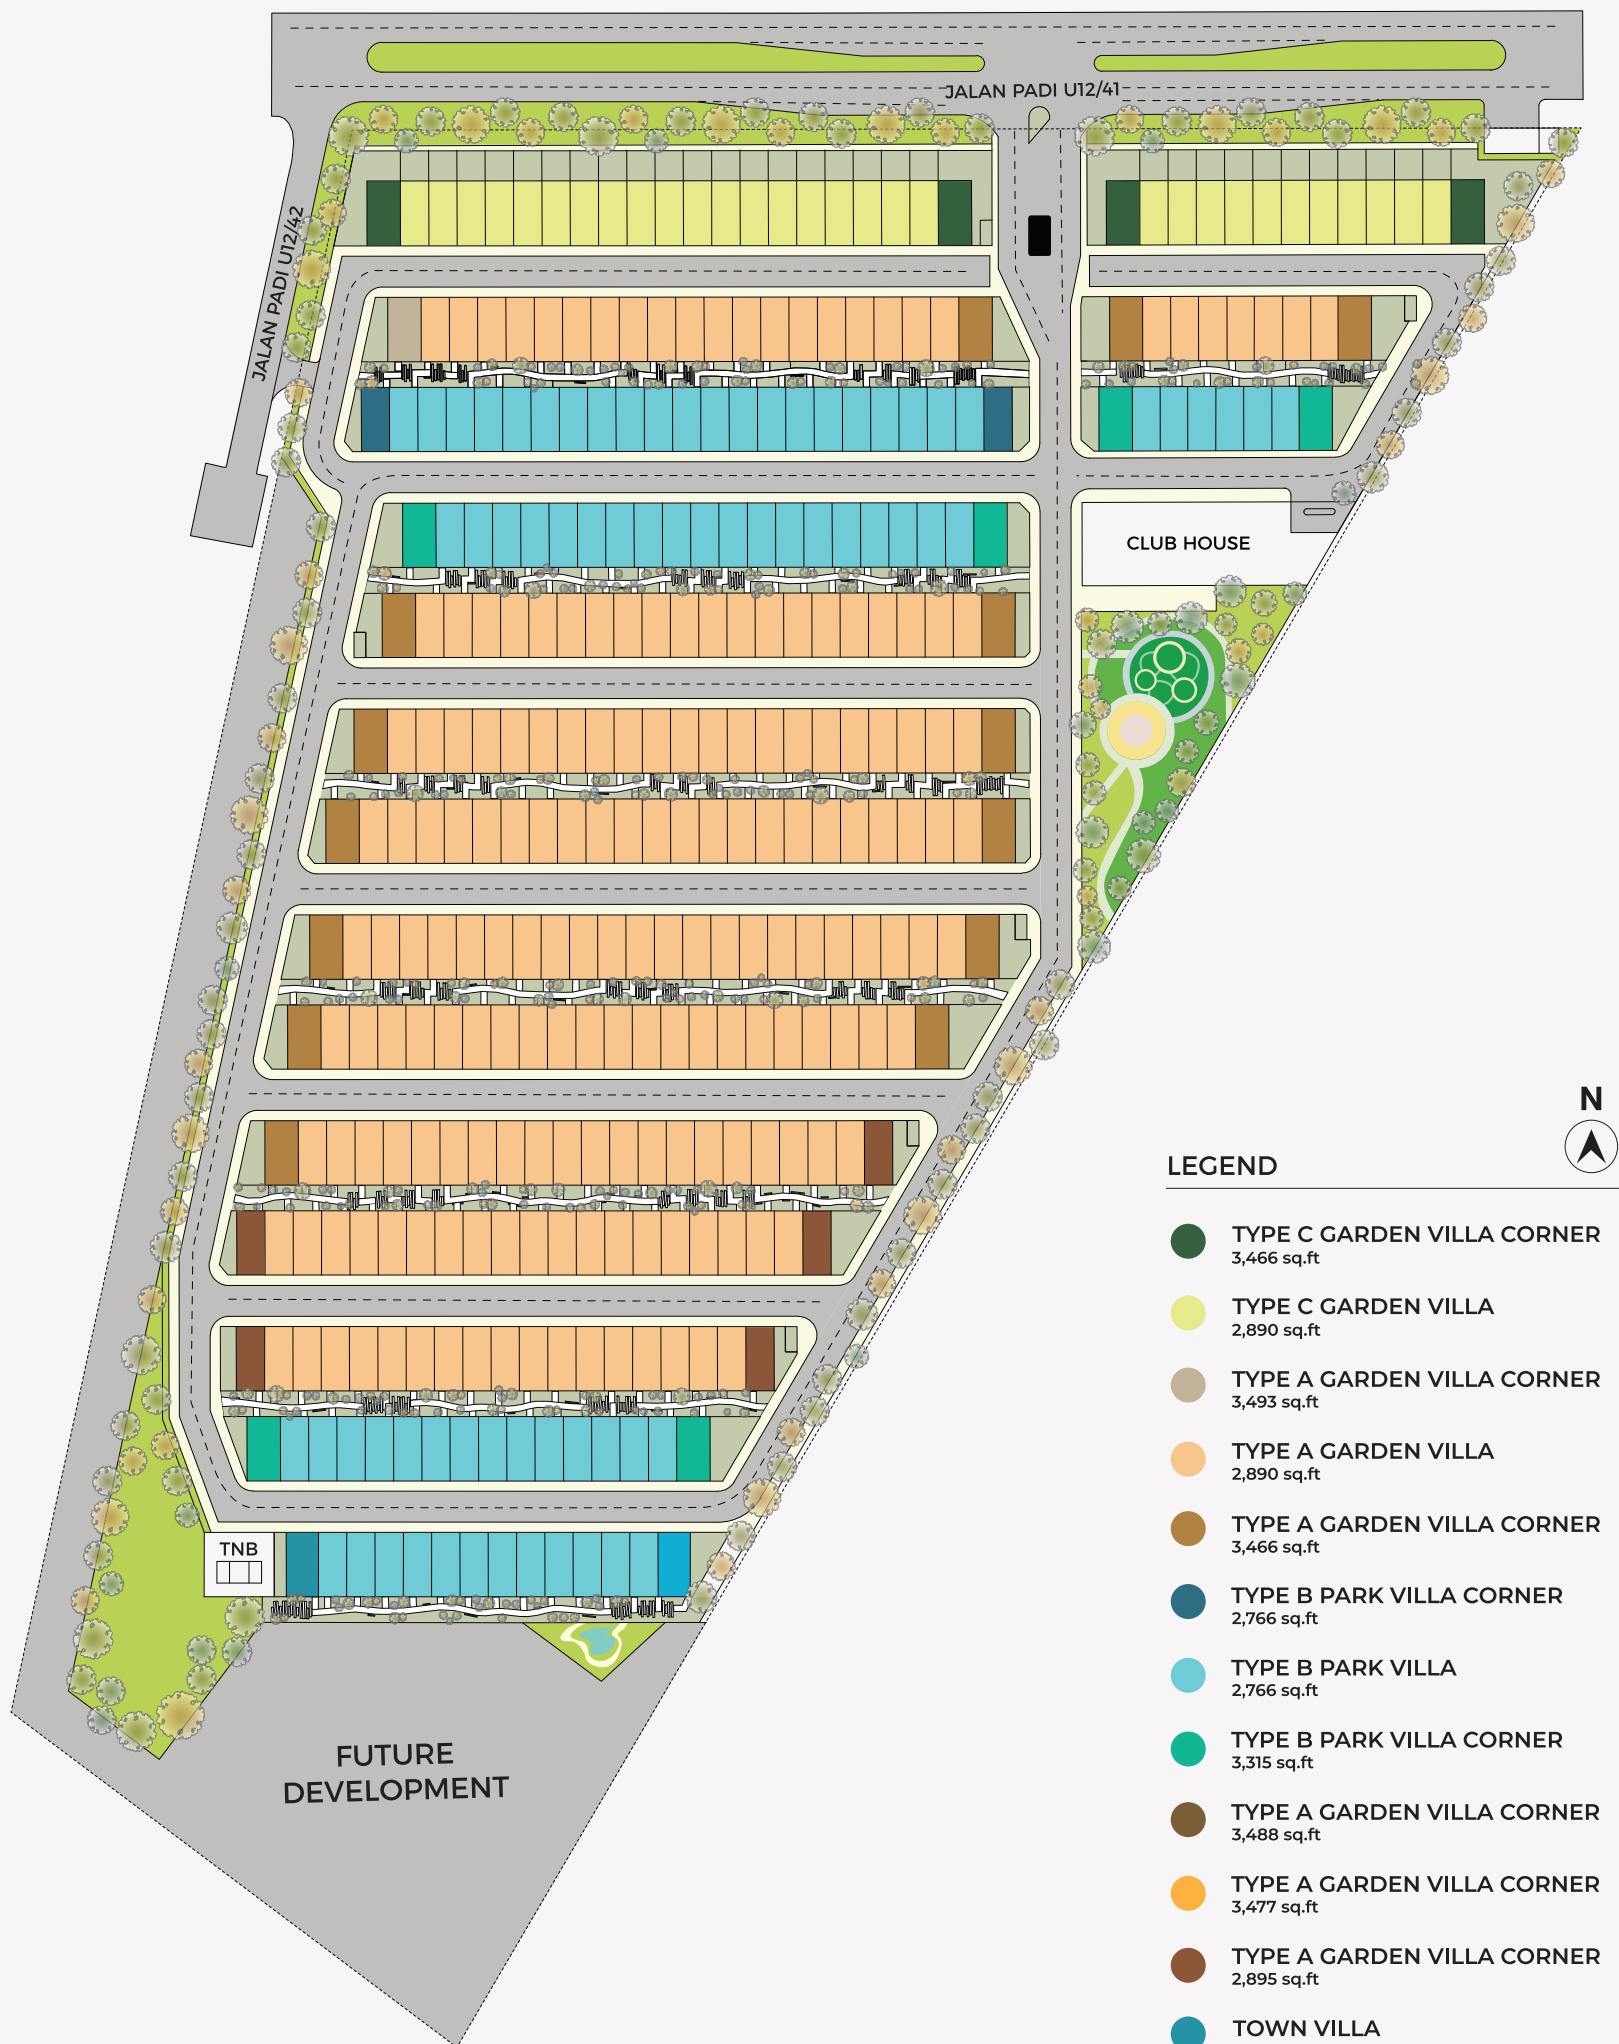 JALAN PADI U12/41
JALAN PADI U12/42
CLUB HOUSE
TNB
FUTURE
DEVELOPMENT
N
LEGEND
TYPE C GARDEN VILLA CORNER
3,466 sq.ft
TYPE C GARDEN VILLA
2,890 sq.ft
TYPE A GARDEN VILLA CORNER
3,493 sq.ft
TYPE A GARDEN VILLA
2,890 sq.ft
TYPE A GARDEN VILLA CORNER
3,466 sq.ft
TYPE B PARK VILLA CORNER
2,766 sq.ft
TYPE B PARK VILLA
2,766 sq.ft
TYPE B PARK VILLA CORNER
3,315 sq.ft
TYPE A GARDEN VILLA CORNER
3,488 sq.ft
TYPE A GARDEN VILLA CORNER
3,477 sq.ft
TYPE A GARDEN VILLA CORNER
2,895 sq.ft
TOWN VILLA